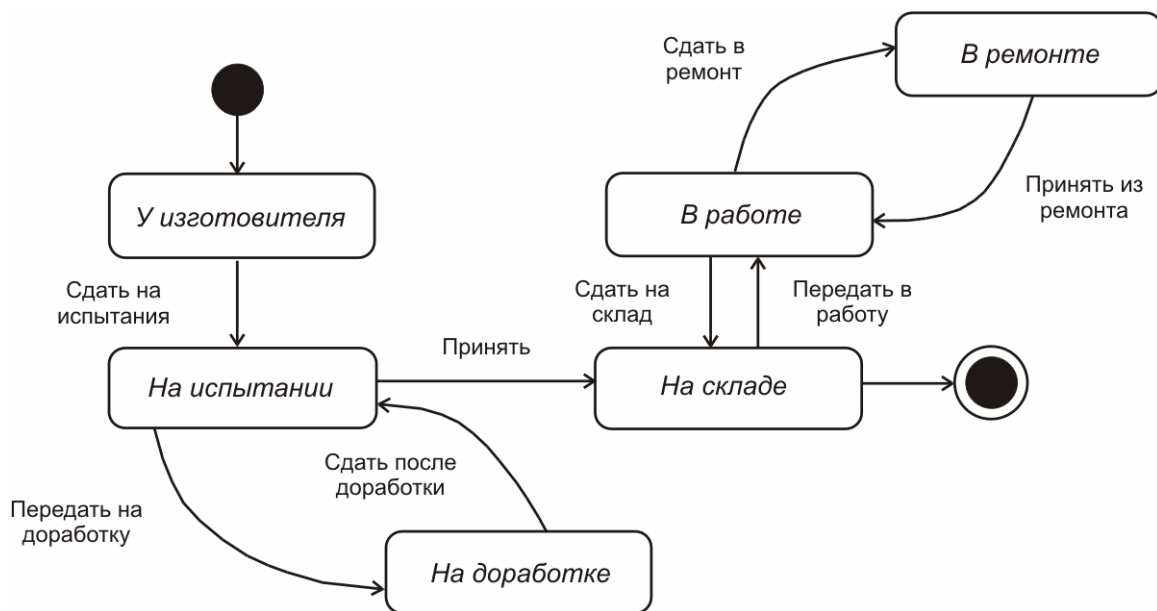 Сдать в
ремонт
В ремонте
У изготовителя
В работе
Принять из
ремонта
Сдать на
испытания
Сдать на
склад
Передать в
работу
На испытании
Принять
На складе
Сдать после
доработки
Передать на
доработку
На доработке